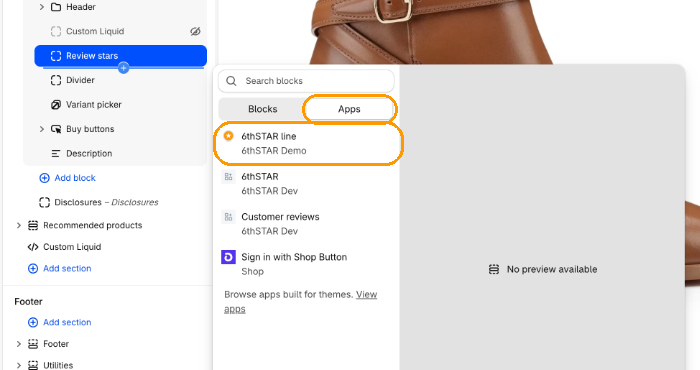 Header
Custom Liquid
Review stars
Divider
Variant picker
Buy buttons
Description
Add block
Disclosures – Disclosures
Recommended products
Custom Liquid
Add section
Footer
Add section
Footer
Utilities
Search blocks
Blocks
Apps
6thSTAR line
6thSTAR Demo
6thSTAR
6thSTAR Dev
Customer reviews
6thSTAR Dev
Sign in with Shop Button
Shop
Browse apps built for themes. View
apps
No preview available